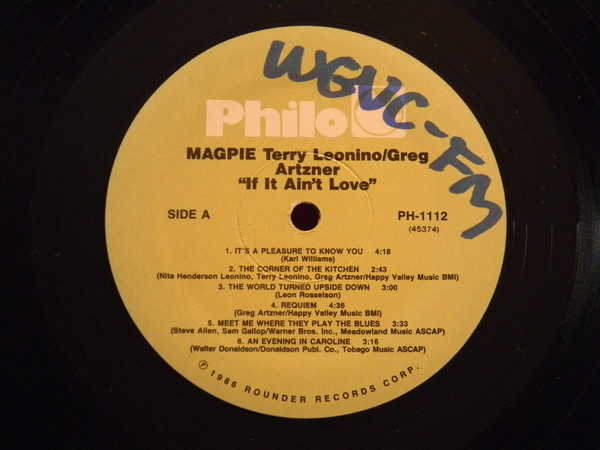 WGVC-FM
Philo
MAGPIE Terry Leonino/Greg
Artzner
"If It Ain't Love"
SIDE A
PH-1112
(45374)
1. IT'S A PLEASURE TO KNOW YOU 4:18
(Karl Williams)
2. THE CORNER OF THE KITCHEN 2:43
(Nita Henderson Leonino, Terry Leonino, Greg Artzner/Happy Valley Music BMI)
3. THE WORLD TURNED UPSIDE DOWN 3:00
(Leon Rosselson)
4. REQUIEM 4:36
(Greg Artzner/Happy Valley Music BMI)
5. MEET ME WHERE THEY PLAY THE BLUES 3:33
(Steve Allen, Sam Gallop/Warner Bros. Inc., Meadowland Music ASCAP)
6. AN EVENING IN CAROLINE 3:16
(Walter Donaldson/Donaldson Publ. Co., Tobago Music ASCAP)
℗ 1986 ROUNDER RECORDS CORP.